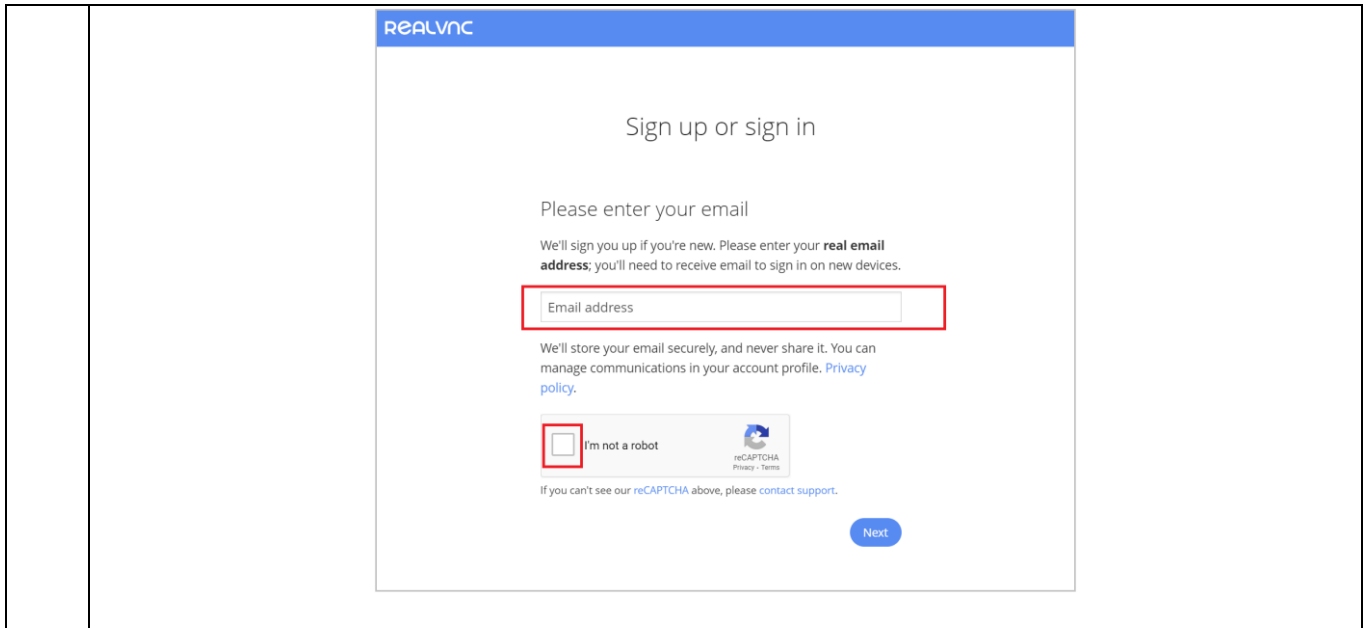 REALVNC
Sign up or sign in
Please enter your email
We'll sign you up if you're new. Please enter your real email
address; you'll need to receive email to sign in on new devices.
Email address
We'll store your email securely, and never share it. You can
manage communications in your account profile. Privacy
policy.
I'm not a robot
reCAPTCHA
Privacy - Terms
If you can't see our reCAPTCHA above, please contact support.
Next